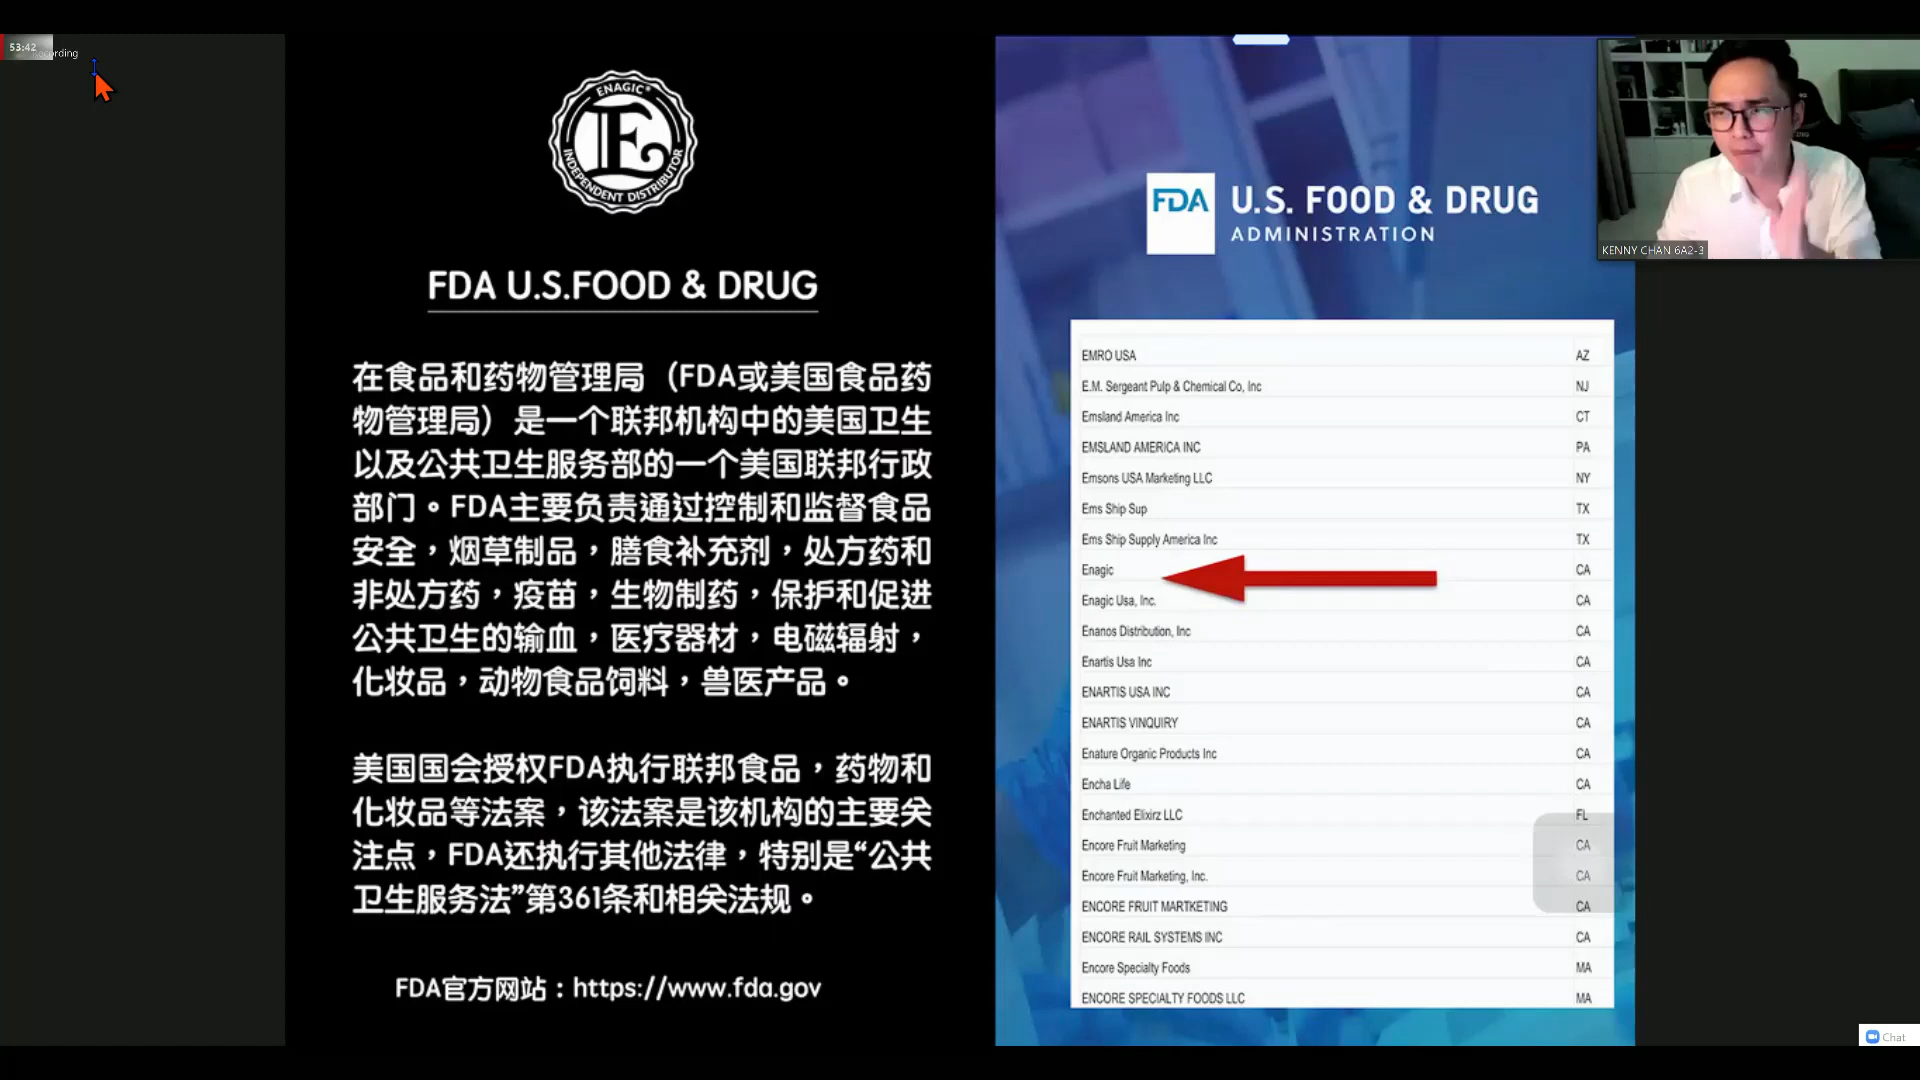 53:42
ording
ENAGIC®
E
INDEPENDENT DISTRIBUTOR
FDA U.S.FOOD & DRUG
在食品和药物管理局（FDA或美国食品药
物管理局）是一个联邦机构中的美国卫生
以及公共卫生服务部的一个美国联邦行政
部门。FDA主要负责通过控制和监督食品
安全，烟草制品，膳食补充剂，处方药和
非处方药，疫苗，生物制药，保护和促进
公共卫生的输血，医疗器材，电磁辐射，
化妆品，动物食品饲料，兽医产品。
美国国会授权FDA执行联邦食品，药物和
化妆品等法案，该法案是该机构的主要关
注点，FDA还执行其他法律，特别是“公共
卫生服务法”第361条和相关法规。
FDA官方网站：https://www.fda.gov
FDA U.S. FOOD & DRUG
ADMINISTRATION
EMRO USA AZ
E.M. Sergeant Pulp & Chemical Co, Inc NJ
Emsland America Inc CT
EMSLAND AMERICA INC PA
Emsons USA Marketing LLC NY
Ems Ship Sup TX
Ems Ship Supply America Inc TX
Enagic CA
Enagic Usa, Inc. CA
Enanos Distribution, Inc CA
Enartis Usa Inc CA
ENARTIS USA INC CA
ENARTIS VINQUIRY CA
Enature Organic Products Inc CA
Encha Life CA
Enchanted Elixirz LLC FL
Encore Fruit Marketing CA
Encore Fruit Marketing, Inc. CA
ENCORE FRUIT MARTKETING CA
ENCORE RAIL SYSTEMS INC CA
Encore Specialty Foods MA
ENCORE SPECIALTY FOODS LLC MA
KENNY CHAN 6A2-3
Chat